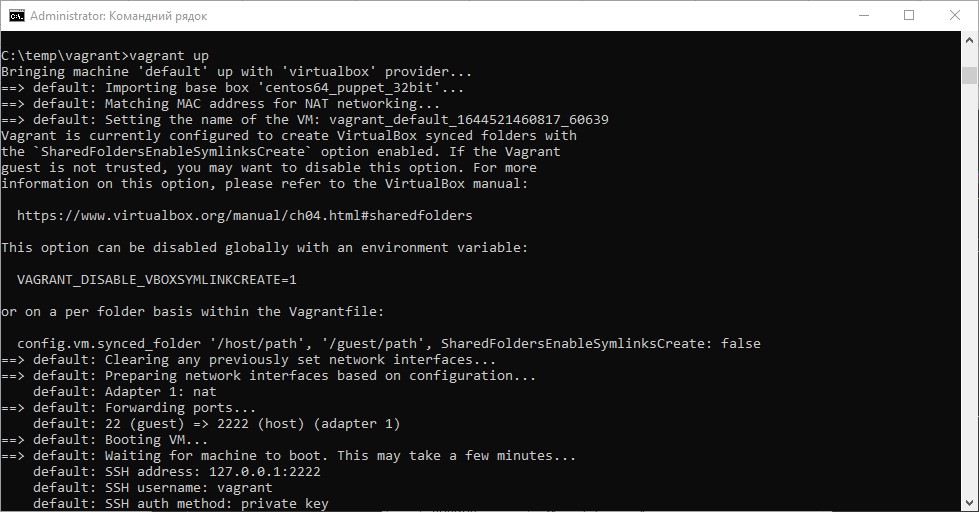 Administrator: Командний рядок
C:\temp\vagrant>vagrant up
Bringing machine 'default' up with 'virtualbox' provider...
==> default: Importing base box 'centos64_puppet_32bit'...
==> default: Matching MAC address for NAT networking...
==> default: Setting the name of the VM: vagrant_default_1644521460817_60639
Vagrant is currently configured to create VirtualBox synced folders with
the `SharedFoldersEnableSymlinksCreate` option enabled. If the Vagrant
guest is not trusted, you may want to disable this option. For more
information on this option, please refer to the VirtualBox manual:
https://www.virtualbox.org/manual/ch04.html#sharedfolders
This option can be disabled globally with an environment variable:
VAGRANT_DISABLE_VBOXSYMLINKCREATE=1
or on a per folder basis within the Vagrantfile:
config.vm.synced_folder '/host/path', '/guest/path', SharedFoldersEnableSymlinksCreate: false
==> default: Clearing any previously set network interfaces...
==> default: Preparing network interfaces based on configuration...
default: Adapter 1: nat
==> default: Forwarding ports...
default: 22 (guest) => 2222 (host) (adapter 1)
==> default: Booting VM...
==> default: Waiting for machine to boot. This may take a few minutes...
default: SSH address: 127.0.0.1:2222
default: SSH username: vagrant
default: SSH auth method: private key